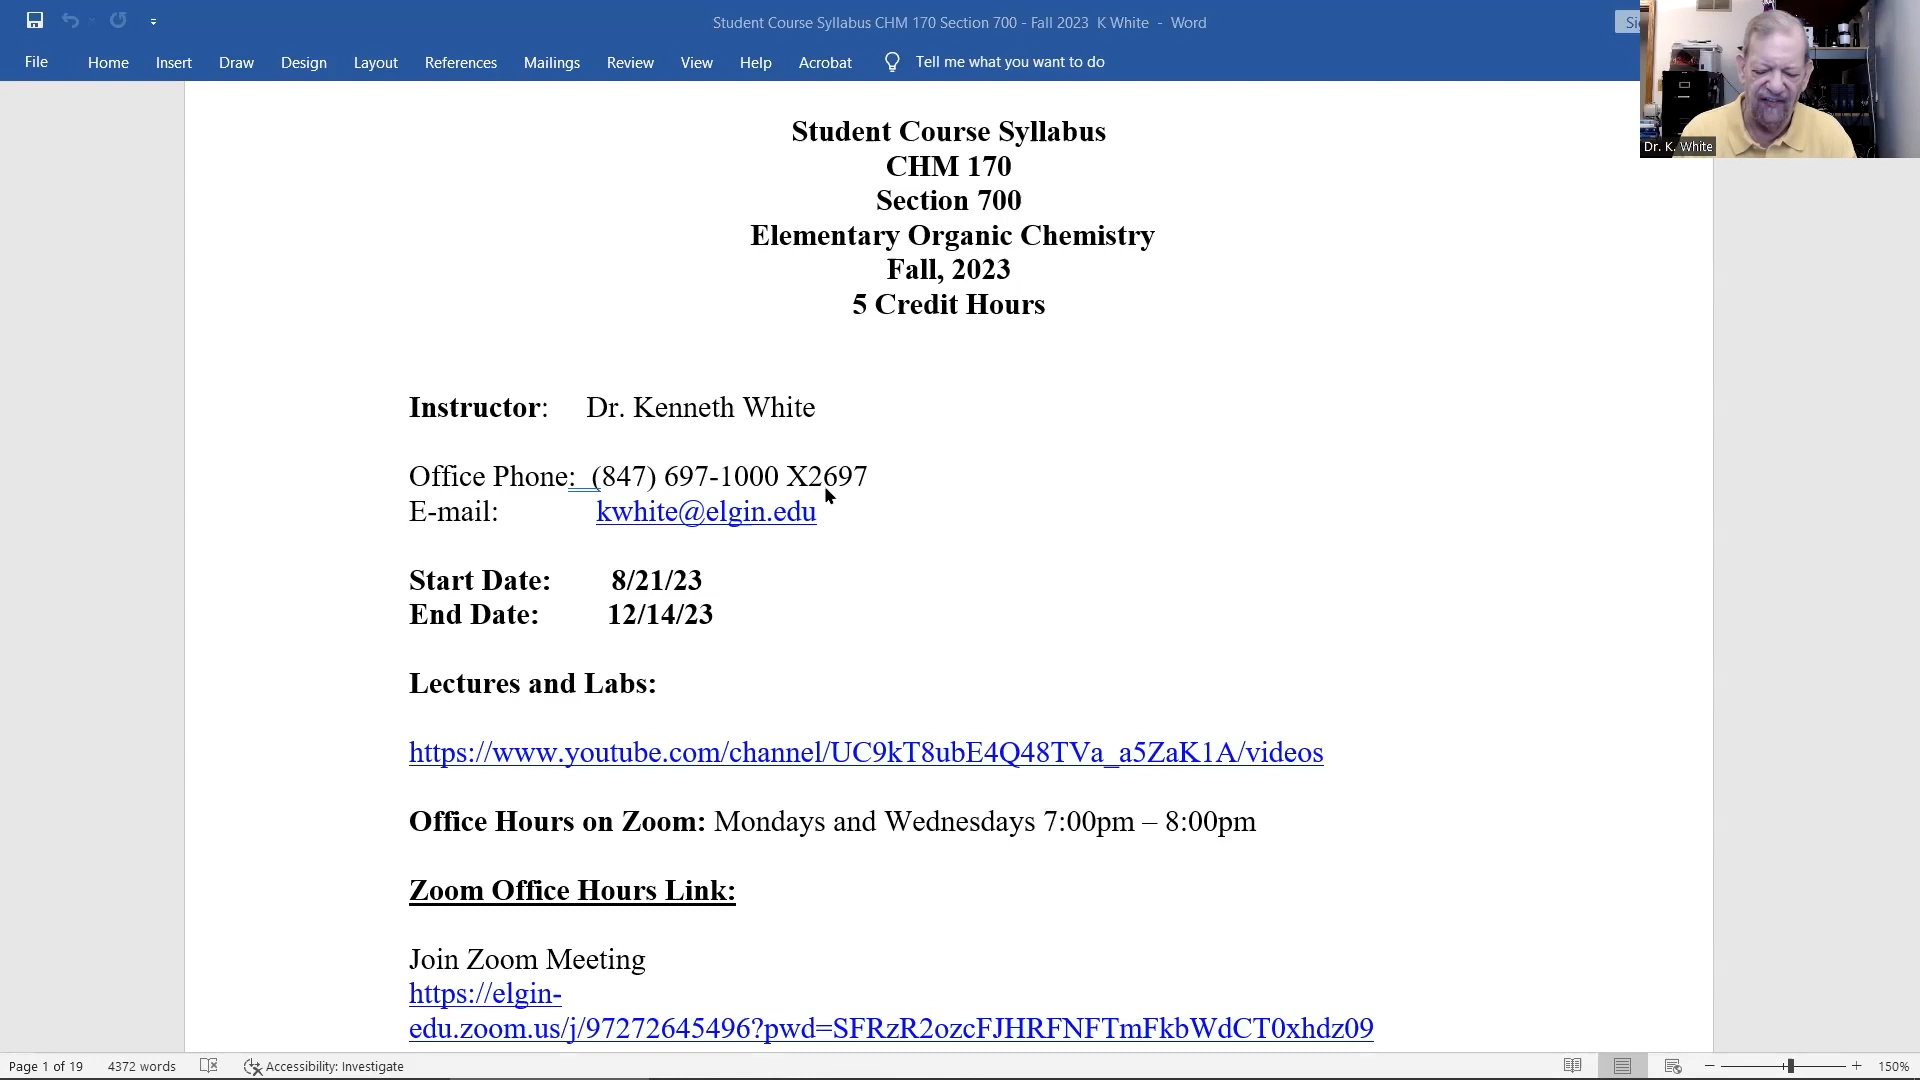 Student Course Syllabus CHM 170 Section 700 - Fall 2023  K White  -  Word
File Home Insert Draw Design Layout References Mailings Review View Help Acrobat Tell me what you want to do
Dr. K. White
Student Course Syllabus
CHM 170
Section 700
Elementary Organic Chemistry
Fall, 2023
5 Credit Hours
Instructor: Dr. Kenneth White
Office Phone: (847) 697-1000 X2697
E-mail: kwhite@elgin.edu
Start Date: 8/21/23
End Date: 12/14/23
Lectures and Labs:
https://www.youtube.com/channel/UC9kT8ubE4Q48TVa_a5ZaK1A/videos
Office Hours on Zoom: Mondays and Wednesdays 7:00pm – 8:00pm
Zoom Office Hours Link:
Join Zoom Meeting
https://elgin-
edu.zoom.us/j/97272645496?pwd=SFRzR2ozcFJHRFNFTmFkbWdCT0xhdz09
Page 1 of 19 4372 words Accessibility: Investigate 150%